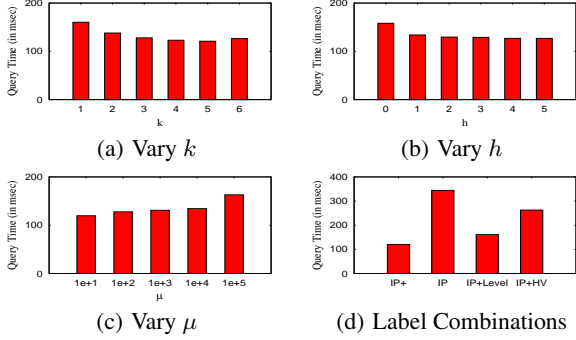 200
100
0
Query Time (in msec)
1 2 3 4 5 6
k
(a) Vary k
200
100
0
Query Time (in msec)
0 1 2 3 4 5
h
(b) Vary h
200
100
0
Query Time (in msec)
1e+1 1e+2 1e+3 1e+4 1e+5
μ
(c) Vary μ
400
300
200
100
0
Query Time (in msec)
IP+ IP IP+Level IP+HV
(d) Label Combinations